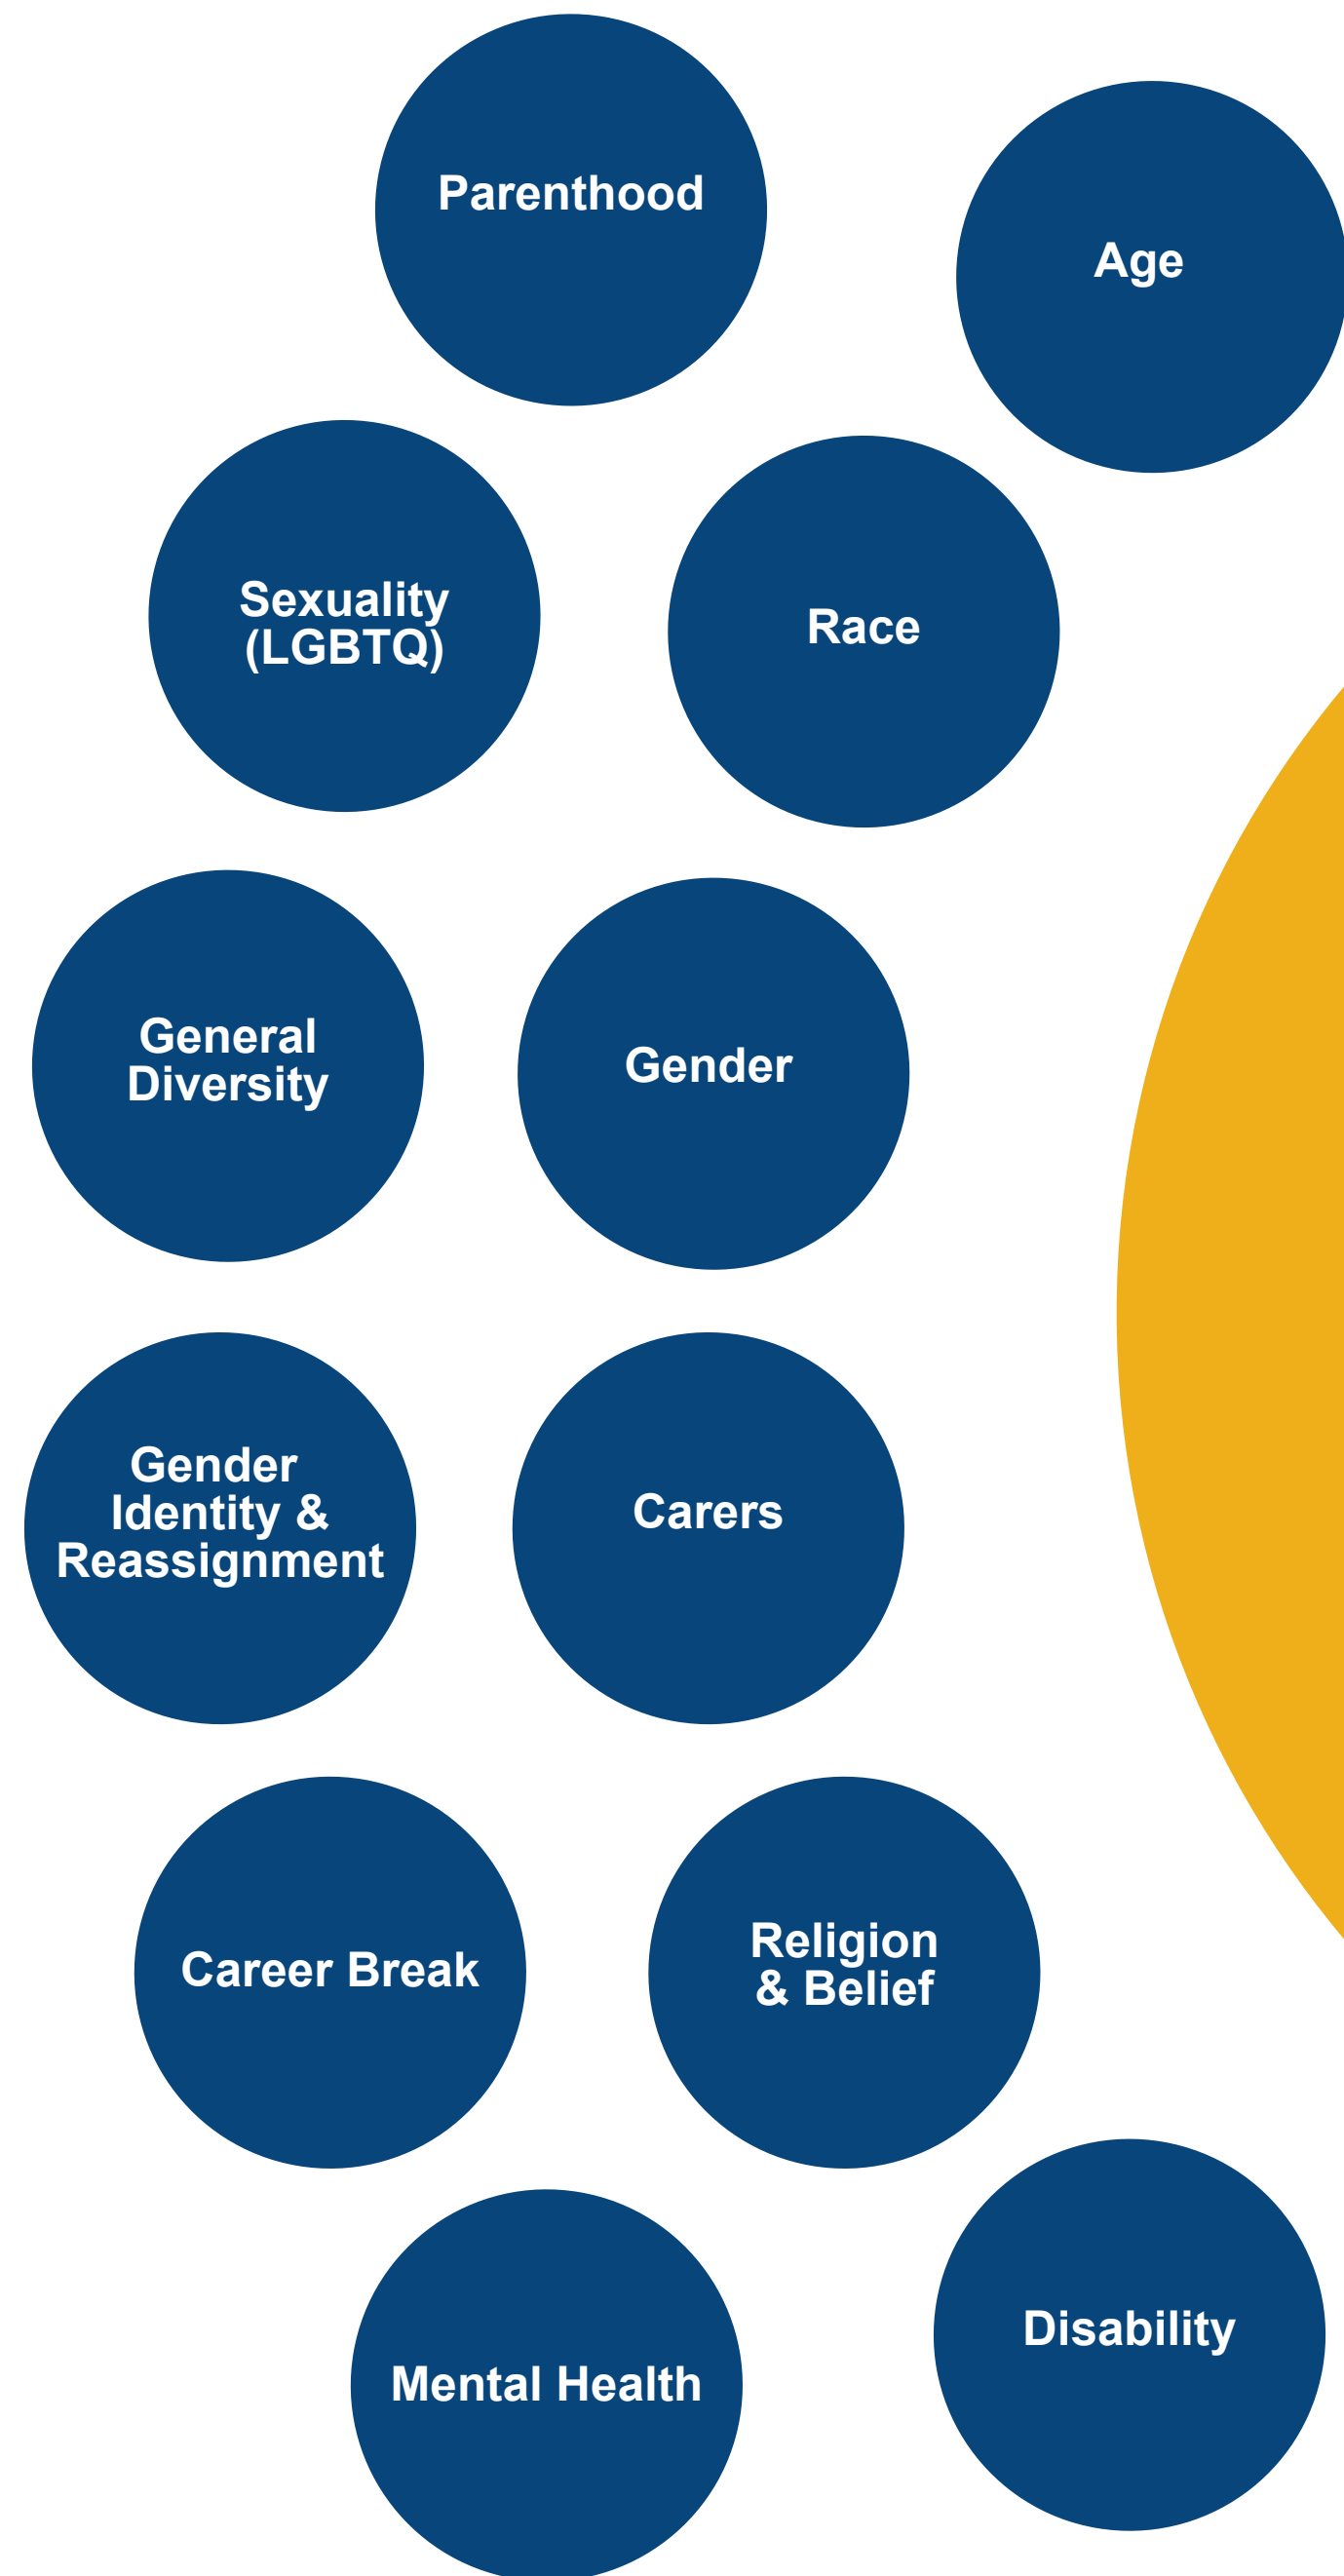 Parenthood
Age
Sexuality
(LGBTQ)
Race
General
Diversity
Gender
Gender
Identity &
Reassignment
Carers
Career Break
Religion
& Belief
Disability
Mental Health